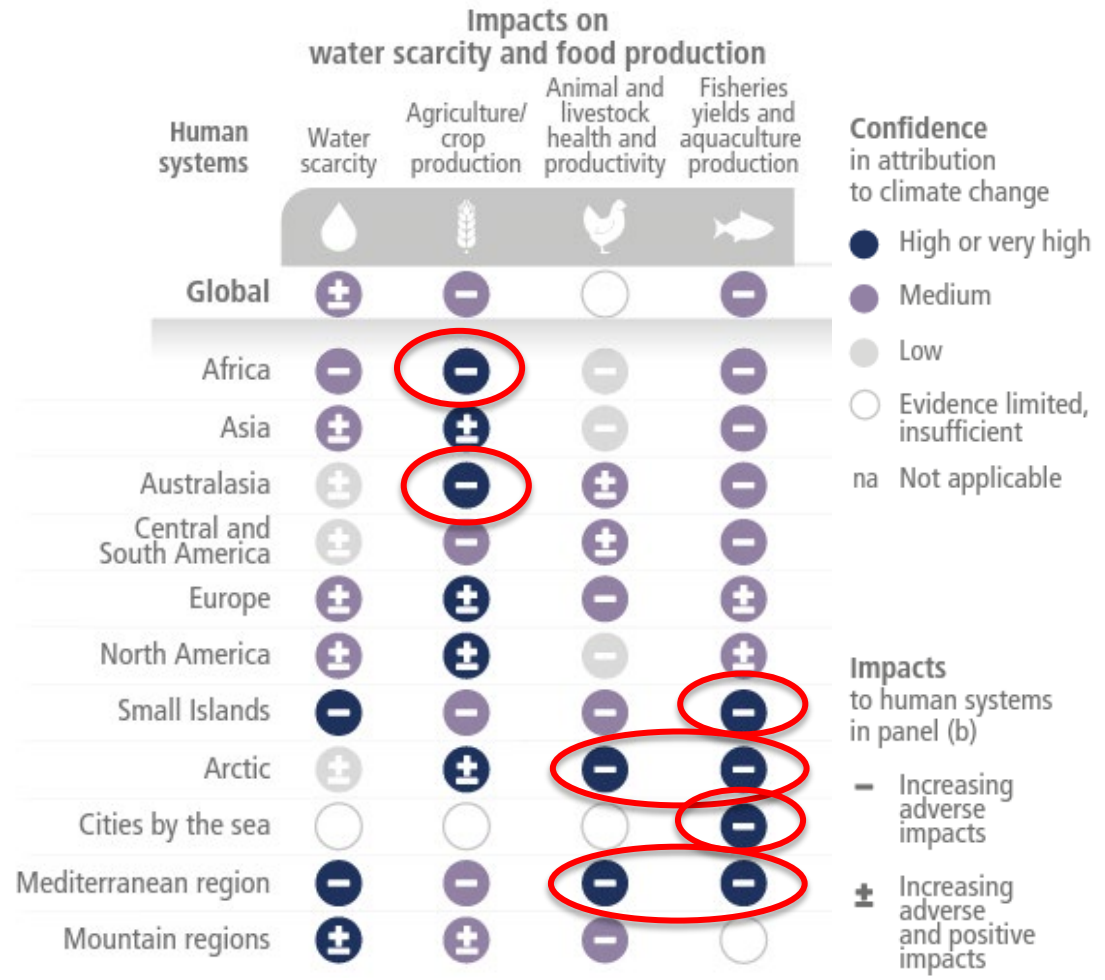 Impacts on
water scarcity and food production
Human
systems
Water
scarcity
Agriculture/
crop
production
Animal and
livestock
health and
productivity
Fisheries
yields and
aquaculture
production
Global
±
−
−
Africa
−
−
−
−
Asia
±
±
−
−
Australasia
±
−
±
−
Central and
South America
±
−
±
−
Europe
±
±
−
±
North America
±
±
−
±
Small Islands
−
−
−
−
Arctic
±
±
−
−
Cities by the sea
−
Mediterranean region
−
−
−
−
Mountain regions
±
±
−
Confidence
in attribution
to climate change
High or very high
Medium
Low
Evidence limited,
insufficient
na Not applicable
Impacts
to human systems
in panel (b)
− Increasing
adverse
impacts
± Increasing
adverse
and positive
impacts